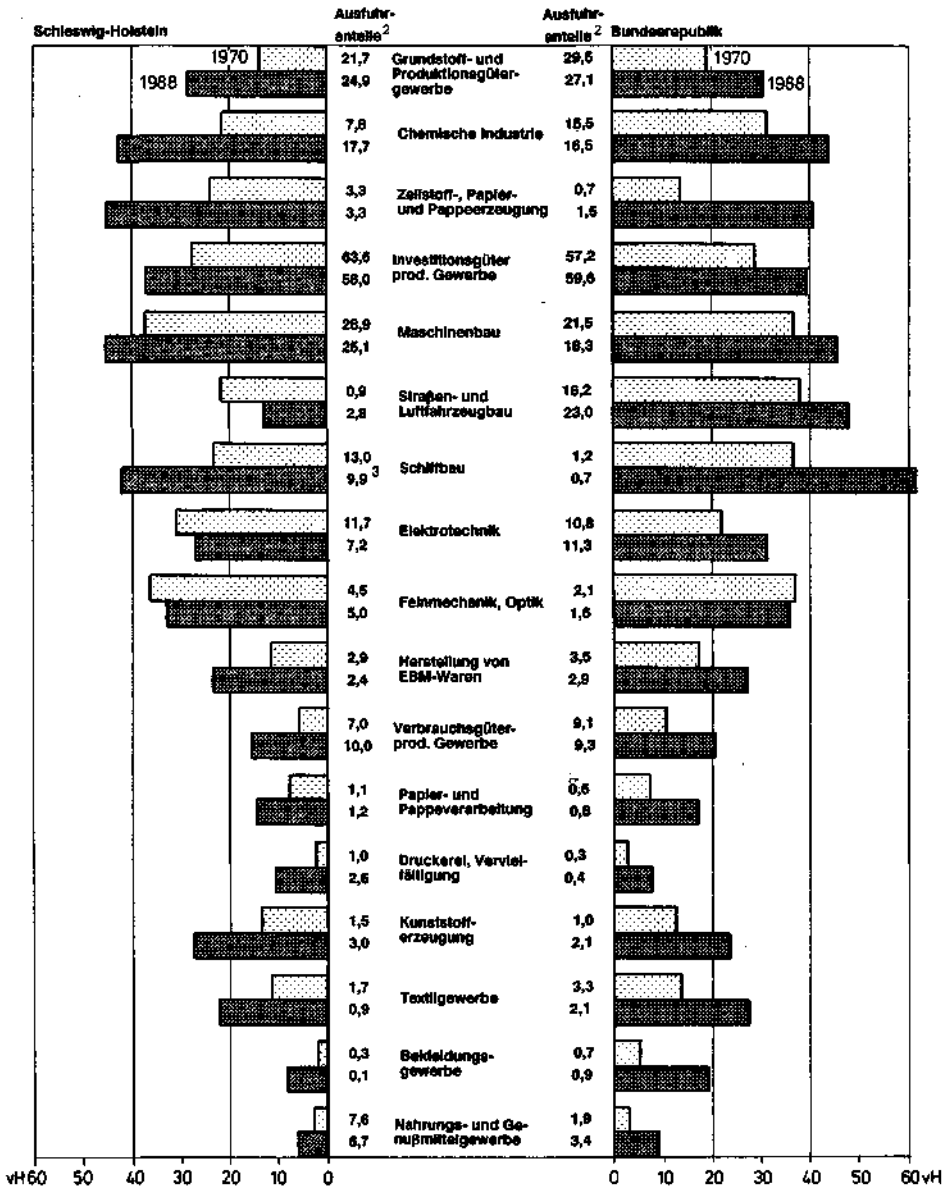 Schleswig-Holstein
Ausfuhr-
anteile²
Ausfuhr-
anteile²
Bundesrepublik
1970 21,7 Grundstoff- und 29,5 1970
1988 24,9 Produktionsgüter- 27,1 1988
gewerbe
7,8 Chemische Industrie 15,5
17,7 16,5
3,3 Zellstoff-, Papier- 0,7
3,3 und Pappeerzeugung 1,5
63,6 Investitionsgüter 57,2
56,0 prod. Gewerbe 59,6
26,9 Maschinenbau 21,5
25,1 18,3
0,9 Straßen- und 16,2
2,8 Luftfahrzeugbau 23,0
13,0 Schiffbau 1,2
9,9 3 0,7
11,7 Elektrotechnik 10,8
7,2 11,3
4,5 Feinmechanik, Optik 2,1
5,0 1,6
2,9 Herstellung von 3,5
2,4 EBM-Waren 2,9
7,0 Verbrauchsgüter- 9,1
10,0 prod. Gewerbe 9,3
1,1 Papier- und 0,5
1,2 Pappeverarbeitung 0,8
1,0 Druckerei, Verviel- 0,3
2,6 fältigung 0,4
1,5 Kunststoff- 1,0
3,0 erzeugung 2,1
1,7 Textilgewerbe 3,3
0,9 2,1
0,3 Bekleidungs- 0,7
0,1 gewerbe 0,9
7,6 Nahrungs- und Ge- 1,9
6,7 nußmittelgewerbe 3,4
vH 60 50 40 30 20 10 0 0 10 20 30 40 50 60 vH